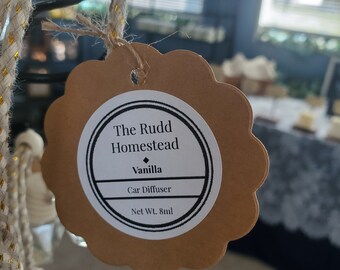 The Rudd
Homestead
Vanilla
Car Diffuser
Net Wt. 8ml